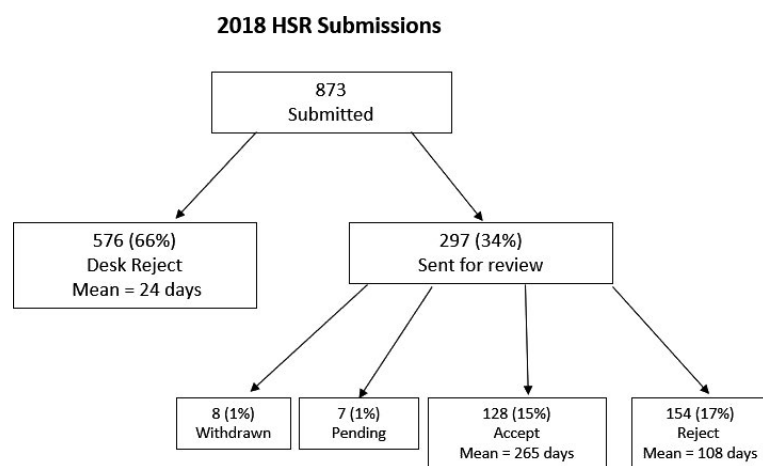 2018 HSR Submissions
873
Submitted
576 (66%)
Desk Reject
Mean = 24 days
297 (34%)
Sent for review
8 (1%)
Withdrawn
7 (1%)
Pending
128 (15%)
Accept
Mean = 265 days
154 (17%)
Reject
Mean = 108 days